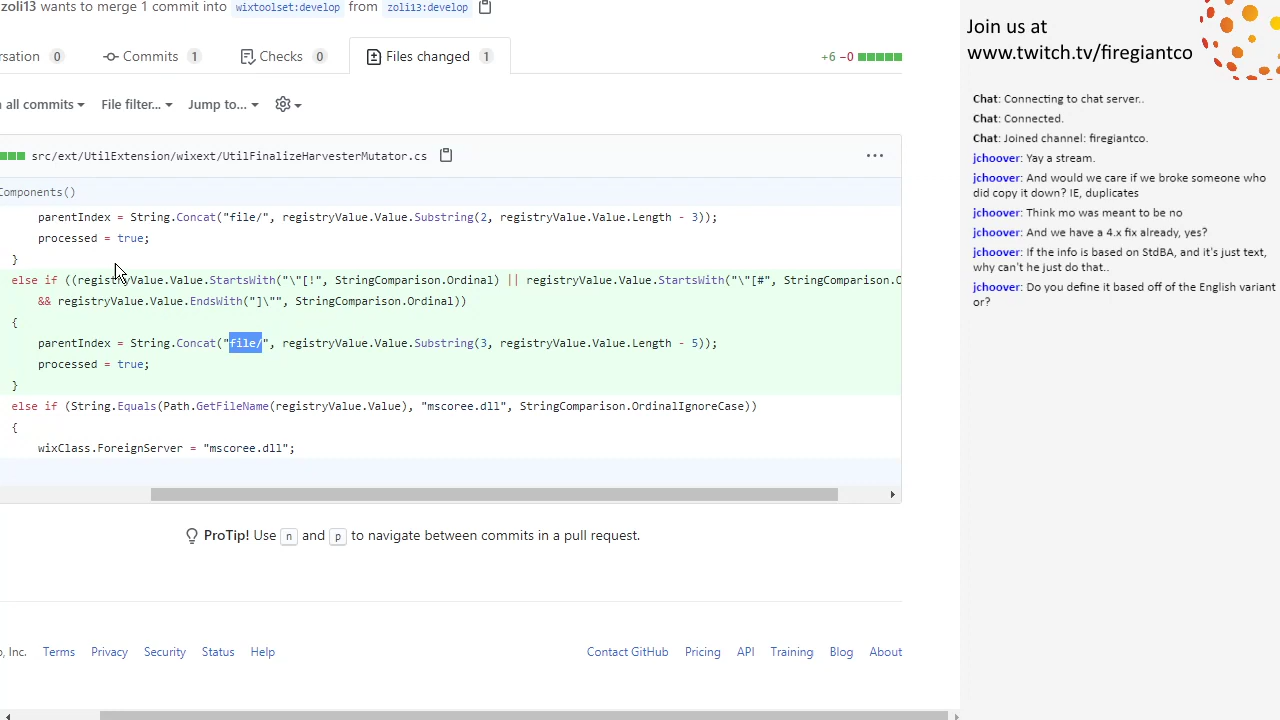 zoli13 wants to merge 1 commit into wixtoolset:develop from zoli13:develop
rsation 0 Commits 1 Checks 0 Files changed 1 +6 −0
all commits File filter... Jump to...
src/ext/UtilExtension/wixext/UtilFinalizeHarvesterMutator.cs
Components()
parentIndex = String.Concat("file/", registryValue.Value.Substring(2, registryValue.Value.Length - 3));
processed = true;
}
else if ((registryValue.Value.StartsWith("\"[!", StringComparison.Ordinal) || registryValue.Value.StartsWith("\"[#", StringComparison.O
&& registryValue.Value.EndsWith("]\"", StringComparison.Ordinal))
{
parentIndex = String.Concat("file/", registryValue.Value.Substring(3, registryValue.Value.Length - 5));
processed = true;
}
else if (String.Equals(Path.GetFileName(registryValue.Value), "mscoree.dll", StringComparison.OrdinalIgnoreCase))
{
wixClass.ForeignServer = "mscoree.dll";
ProTip! Use n and p to navigate between commits in a pull request.
, Inc. Terms Privacy Security Status Help Contact GitHub Pricing API Training Blog About
Join us at
www.twitch.tv/firegiantco
Chat: Connecting to chat server..
Chat: Connected.
Chat: Joined channel: firegiantco.
jchoover: Yay a stream.
jchoover: And would we care if we broke someone who
did copy it down? IE, duplicates
jchoover: Think mo was meant to be no
jchoover: And we have a 4.x fix already, yes?
jchoover: If the info is based on StdBA, and it's just text,
why can't he just do that..
jchoover: Do you define it based off of the English variant
or?